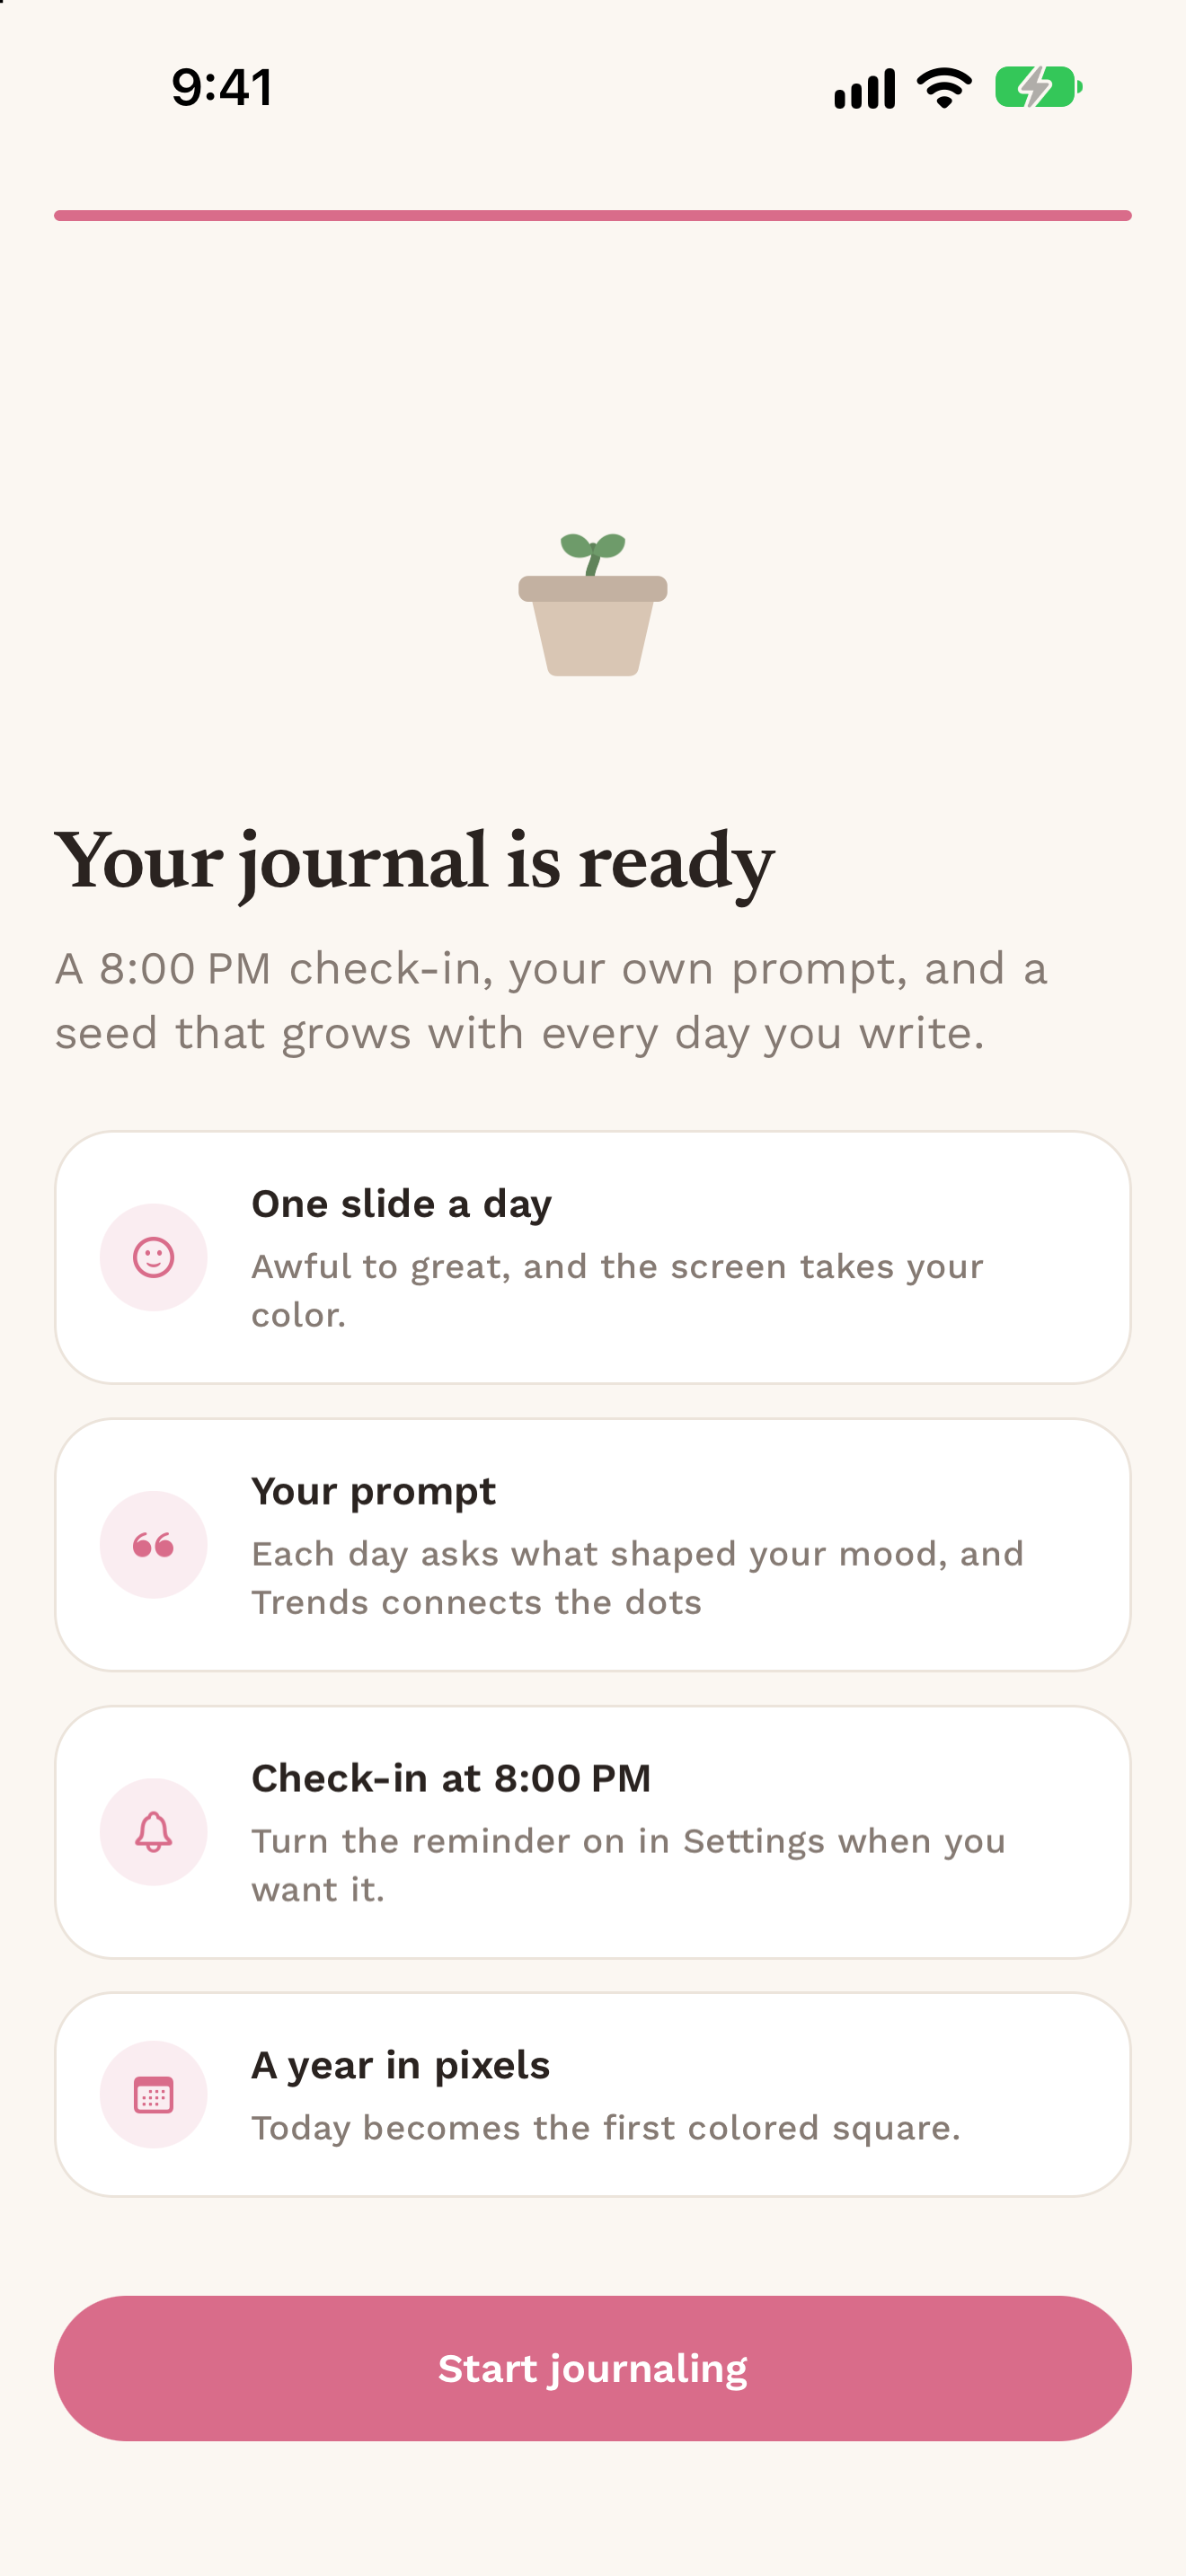 9:41
Your journal is ready
A 8:00 PM check-in, your own prompt, and a
seed that grows with every day you write.
One slide a day
Awful to great, and the screen takes your
color.
Your prompt
Each day asks what shaped your mood, and
Trends connects the dots
Check-in at 8:00 PM
Turn the reminder on in Settings when you
want it.
A year in pixels
Today becomes the first colored square.
Start journaling